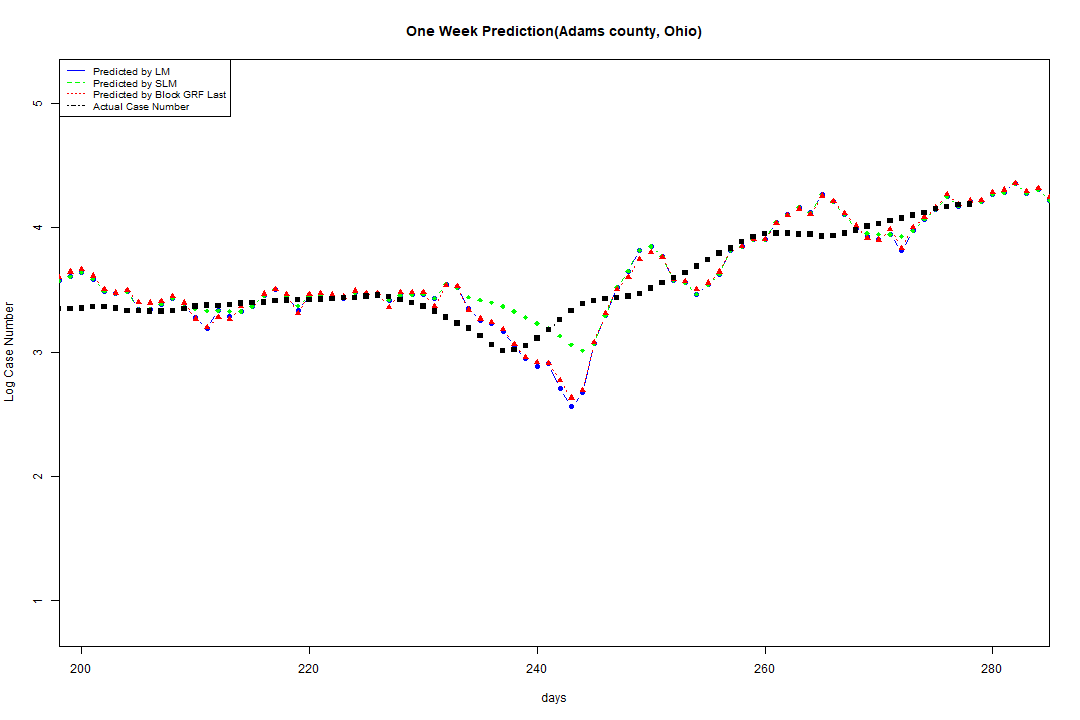 One Week Prediction(Adams county, Ohio)
Predicted by LM
Predicted by SLM
Predicted by Block GRF Last
Actual Case Number
5
4
3
2
1
Log Case Number
200
220
240
260
280
days